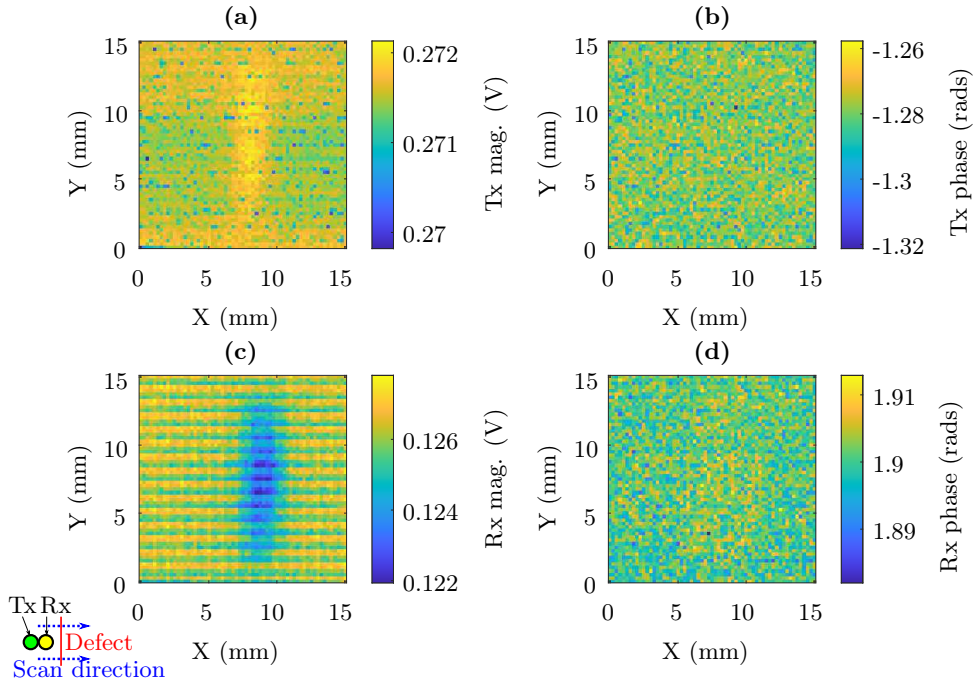 (a)
15
10
5
0
Y (mm)
0 5 10 15
X (mm)
0.272
0.271
0.27
Tx mag. (V)
(b)
15
10
5
0
Y (mm)
0 5 10 15
X (mm)
-1.26
-1.28
-1.3
-1.32
Tx phase (rads)
(c)
15
10
5
0
Y (mm)
0 5 10 15
X (mm)
0.126
0.124
0.122
Rx mag. (V)
(d)
15
10
5
0
Y (mm)
0 5 10 15
X (mm)
1.91
1.9
1.89
Rx phase (rads)
Tx Rx
Defect
Scan direction